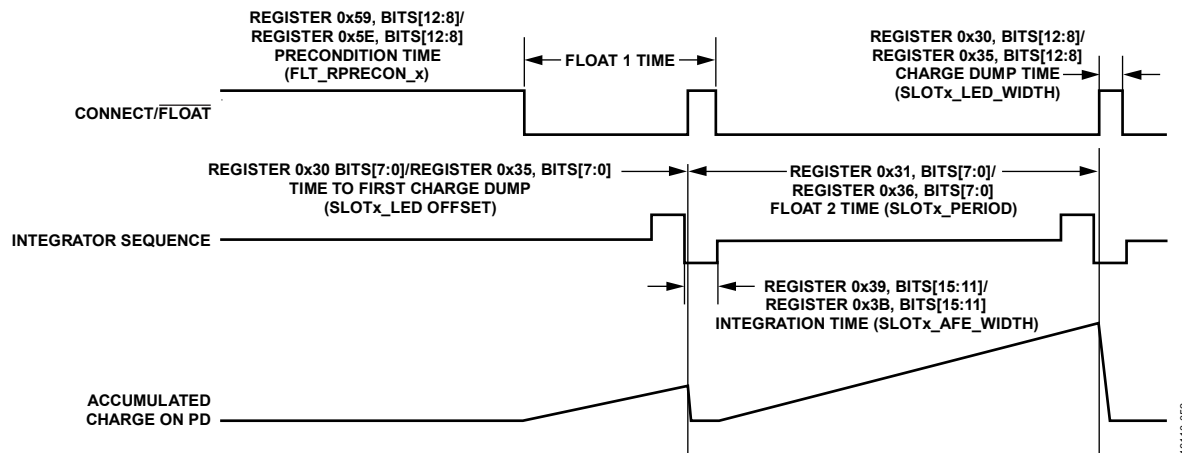 REGISTER 0x59, BITS[12:8]/
REGISTER 0x5E, BITS[12:8]
PRECONDITION TIME
(FLT_RPRECON_x)
FLOAT 1 TIME
REGISTER 0x30, BITS[12:8]/
REGISTER 0x35, BITS[12:8]
CHARGE DUMP TIME
(SLOTx_LED_WIDTH)
CONNECT/FLOAT
REGISTER 0x30 BITS[7:0]/REGISTER 0x35, BITS[7:0]
TIME TO FIRST CHARGE DUMP
(SLOTx_LED OFFSET)
REGISTER 0x31, BITS[7:0]/
REGISTER 0x36, BITS[7:0]
FLOAT 2 TIME (SLOTx_PERIOD)
INTEGRATOR SEQUENCE
REGISTER 0x39, BITS[15:11]/
REGISTER 0x3B, BITS[15:11]
INTEGRATION TIME (SLOTx_AFE_WIDTH)
ACCUMULATED
CHARGE ON PD